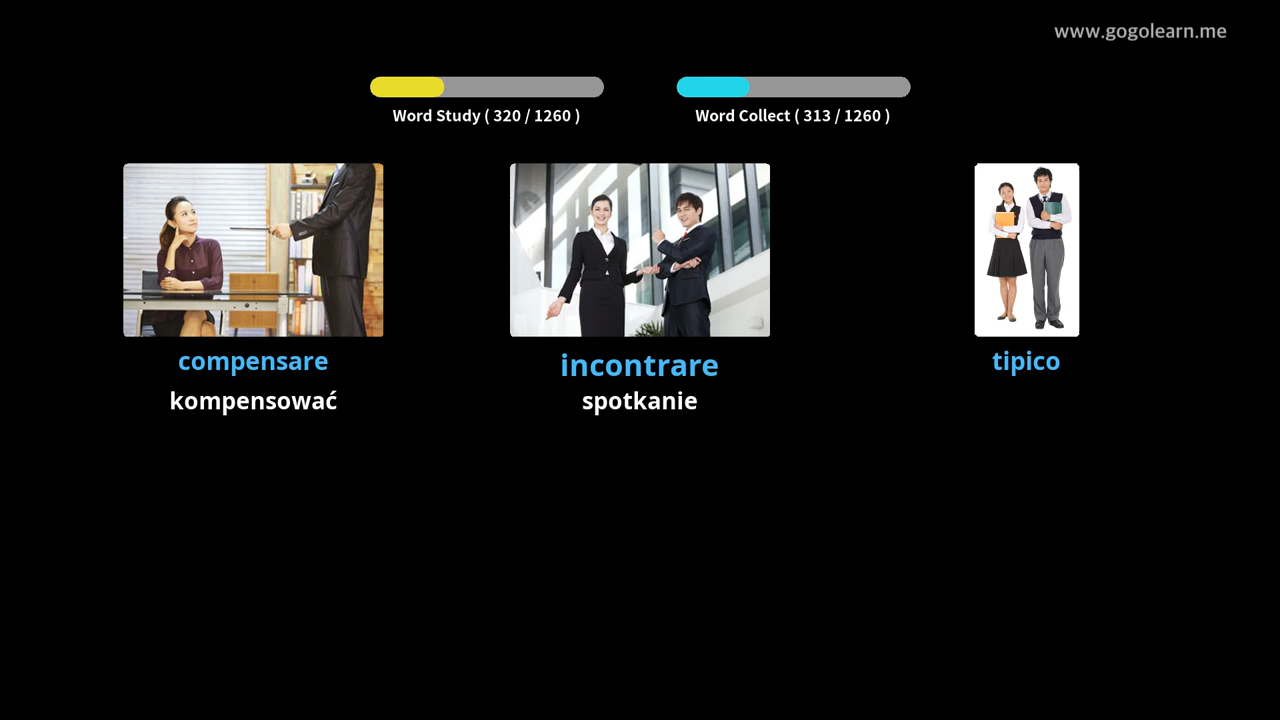 www.gogolearn.me
Word Study ( 320 / 1260 )
Word Collect ( 313 / 1260 )
compensare
incontrare
tipico
kompensować
spotkanie